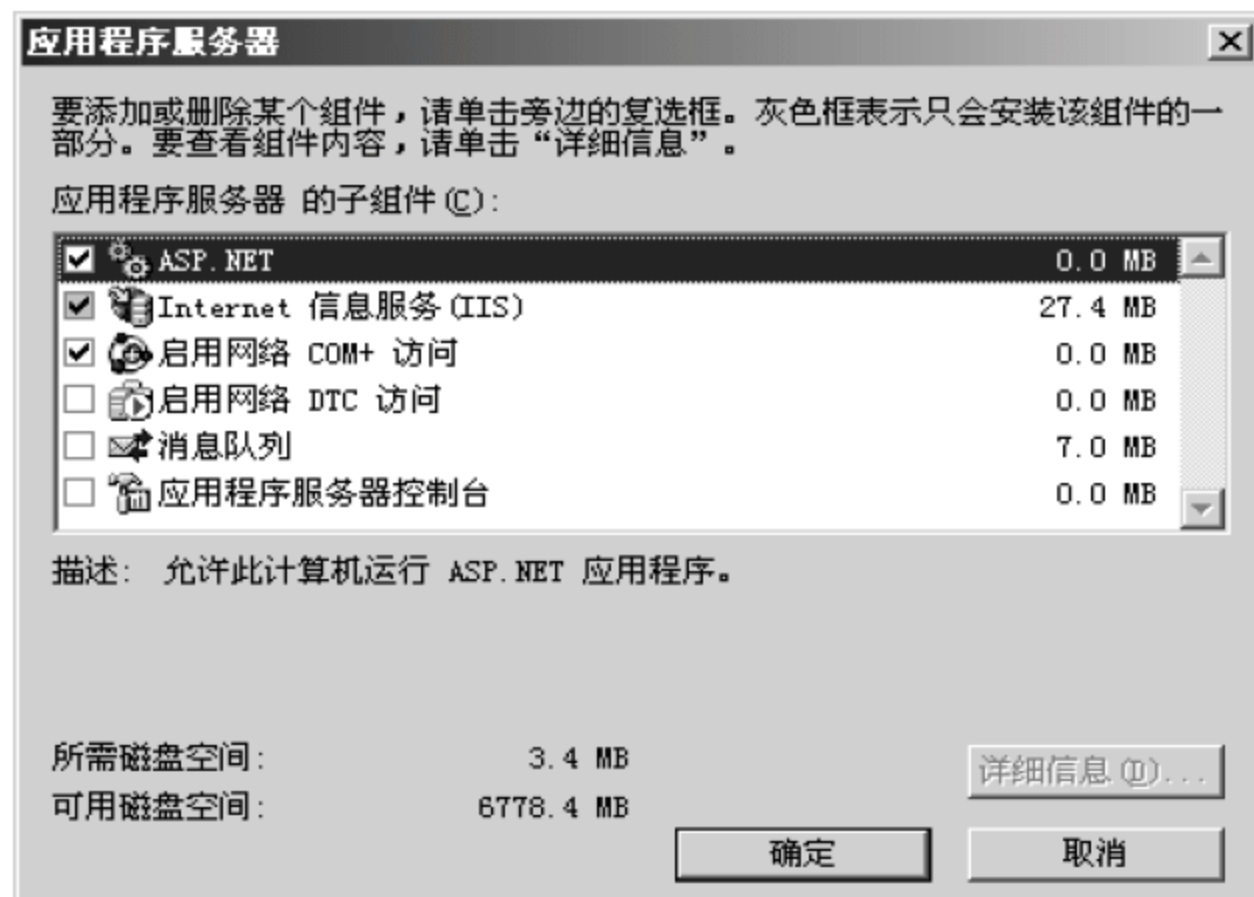 应用程序服务器
要添加或删除某个组件，请单击旁边的复选框。灰色框表示只会安装该组件的一
部分。要查看组件内容，请单击“详细信息”。
应用程序服务器 的子组件(C):
ASP.NET 0.0 MB
Internet 信息服务(IIS) 27.4 MB
启用网络 COM+ 访问 0.0 MB
启用网络 DTC 访问 0.0 MB
消息队列 7.0 MB
应用程序服务器控制台 0.0 MB
描述: 允许此计算机运行 ASP.NET 应用程序。
所需磁盘空间: 3.4 MB
详细信息(D)...
可用磁盘空间: 6778.4 MB
确定 取消